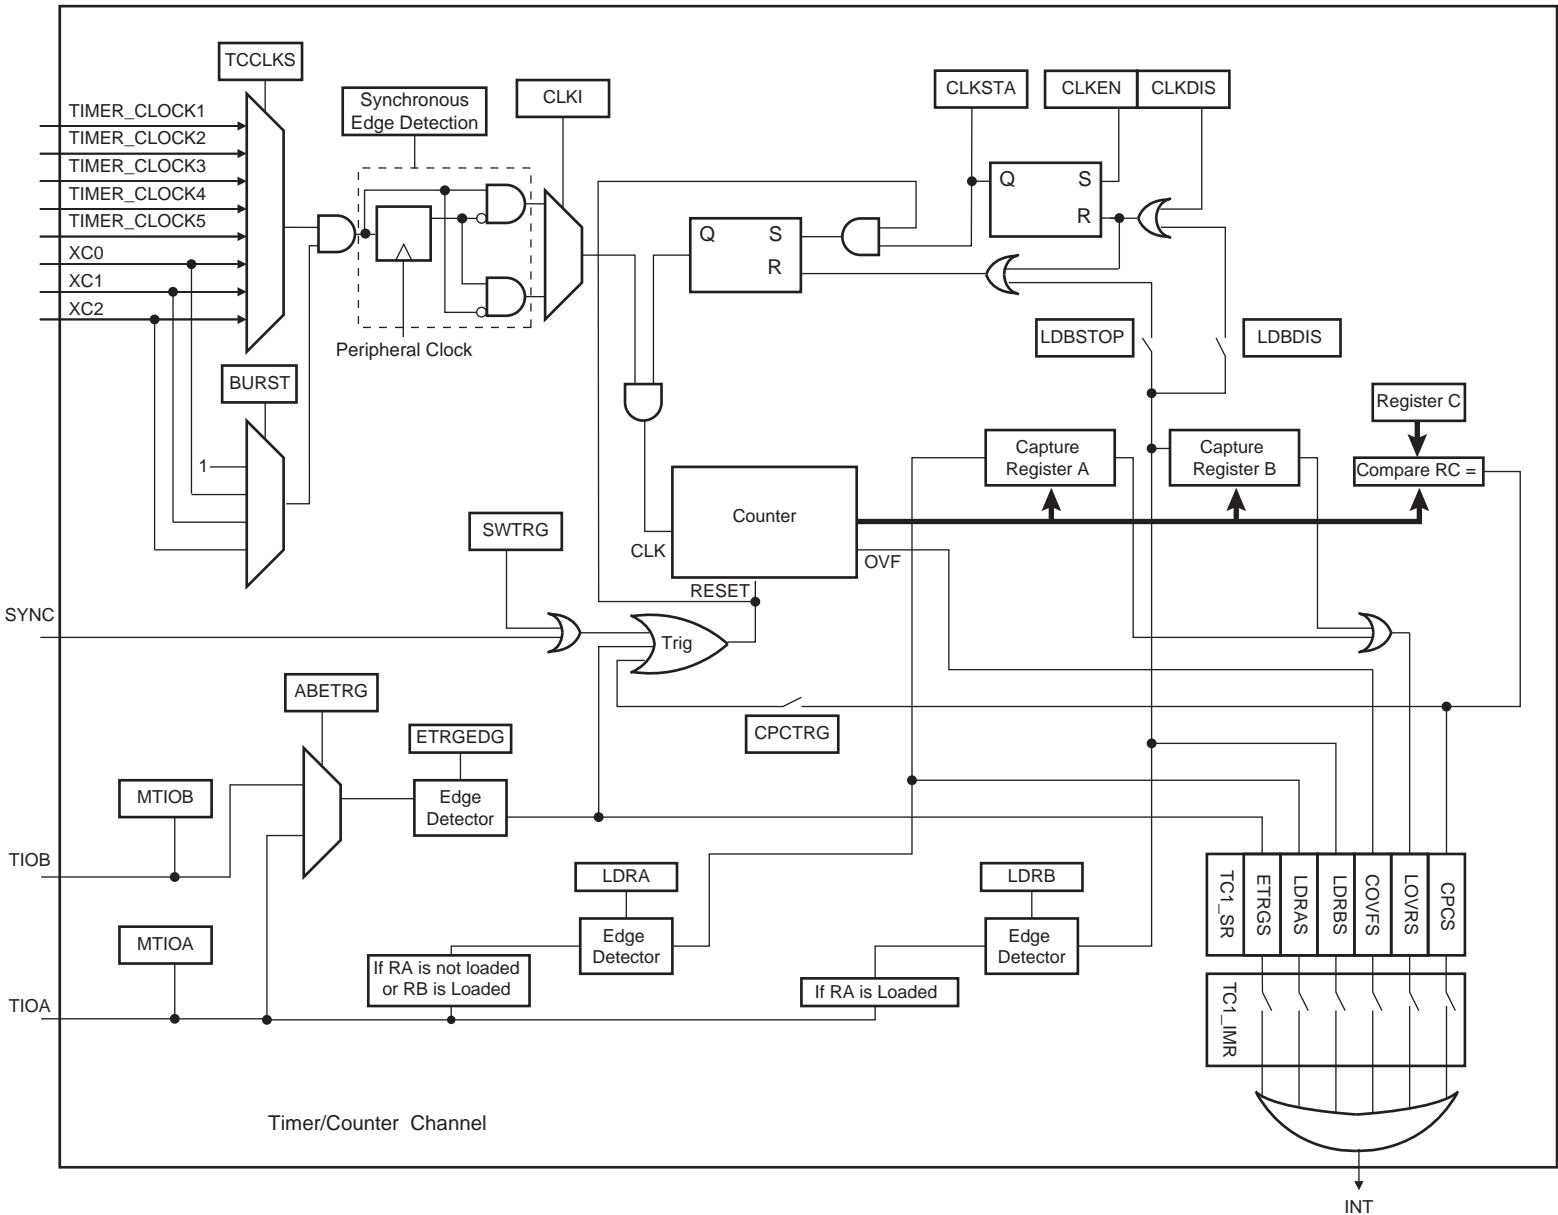 TCCLKS
TIMER_CLOCK1
TIMER_CLOCK2
TIMER_CLOCK3
TIMER_CLOCK4
TIMER_CLOCK5
XC0
XC1
XC2
Synchronous
Edge Detection
CLKI
Peripheral Clock
BURST
1
CLKSTA
CLKEN
CLKDIS
Q
S
R
Q
S
R
LDBSTOP
LDBDIS
Register C
Capture
Register A
Capture
Register B
Compare RC =
Counter
CLK
OVF
RESET
SWTRG
SYNC
Trig
CPCTRG
ABETRG
ETRGEDG
MTIOB
Edge
Detector
TIOB
LDRA
LDRB
MTIOA
Edge
Detector
Edge
Detector
If RA is not loaded
or RB is Loaded
If RA is Loaded
TIOA
TC1_SR
ETRGS
LDRAS
LDRBS
COVFS
LOVRS
CPCS
TC1_IMR
Timer/Counter Channel
INT